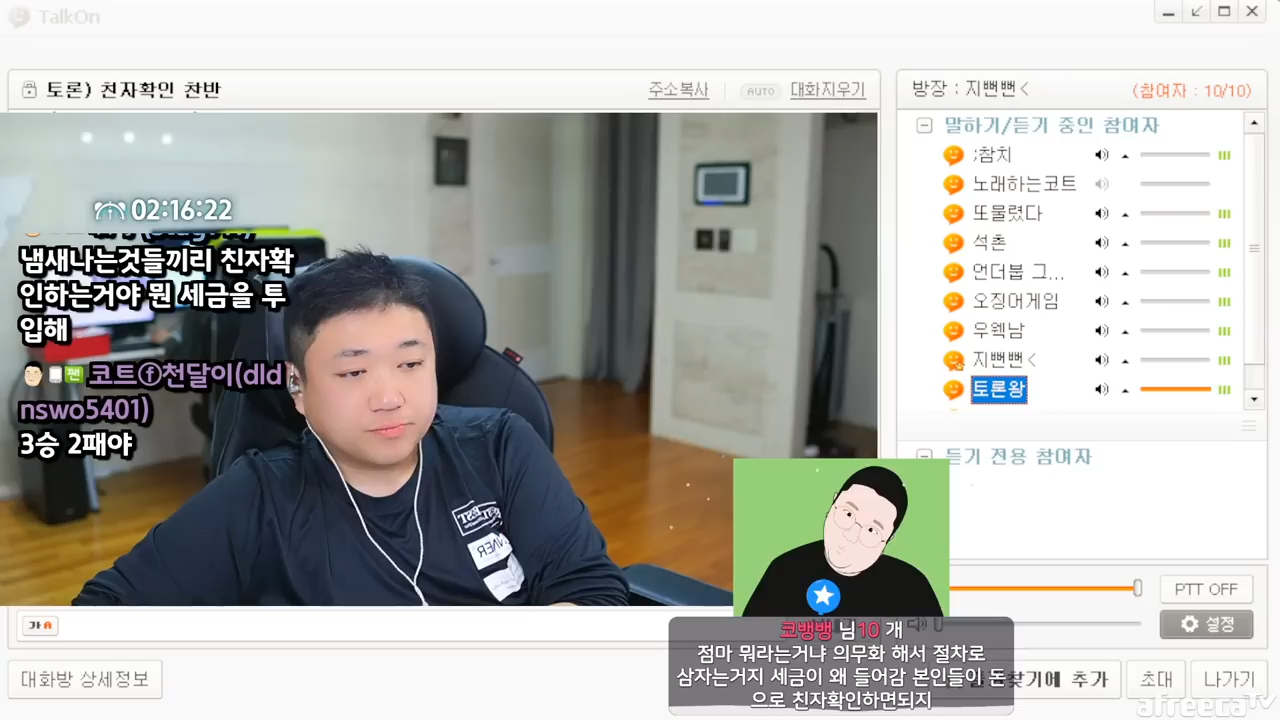 TalkOn
토론) 친자확인 찬반
주소복사
AUTO
대화지우기
방장 : 지뻔뻔<
(참여자 : 10/10)
말하기/듣기 중인 참여자
;참치
노래하는코트
또물렸다
석촌
언더붑 그...
오징어게임
우웩남
지뻔뻔<
토론왕
듣기 전용 참여자
02:16:22
냄새나는것들끼리 친자확
인하는거야 뭔 세금을 투
입해
팬 코트ⓕ천달이(dld
nswo5401)
3승 2패야
코뱅뱅 님10 개
점마 뭐라는거냐 의무화 해서 절차로
삼자는거지 세금이 왜 들어감 본인들이 돈
으로 친자확인하면되지
가A
PTT OFF
설정
대화방 상세정보
즐겨찾기에 추가
초대
나가기
afreecaTV